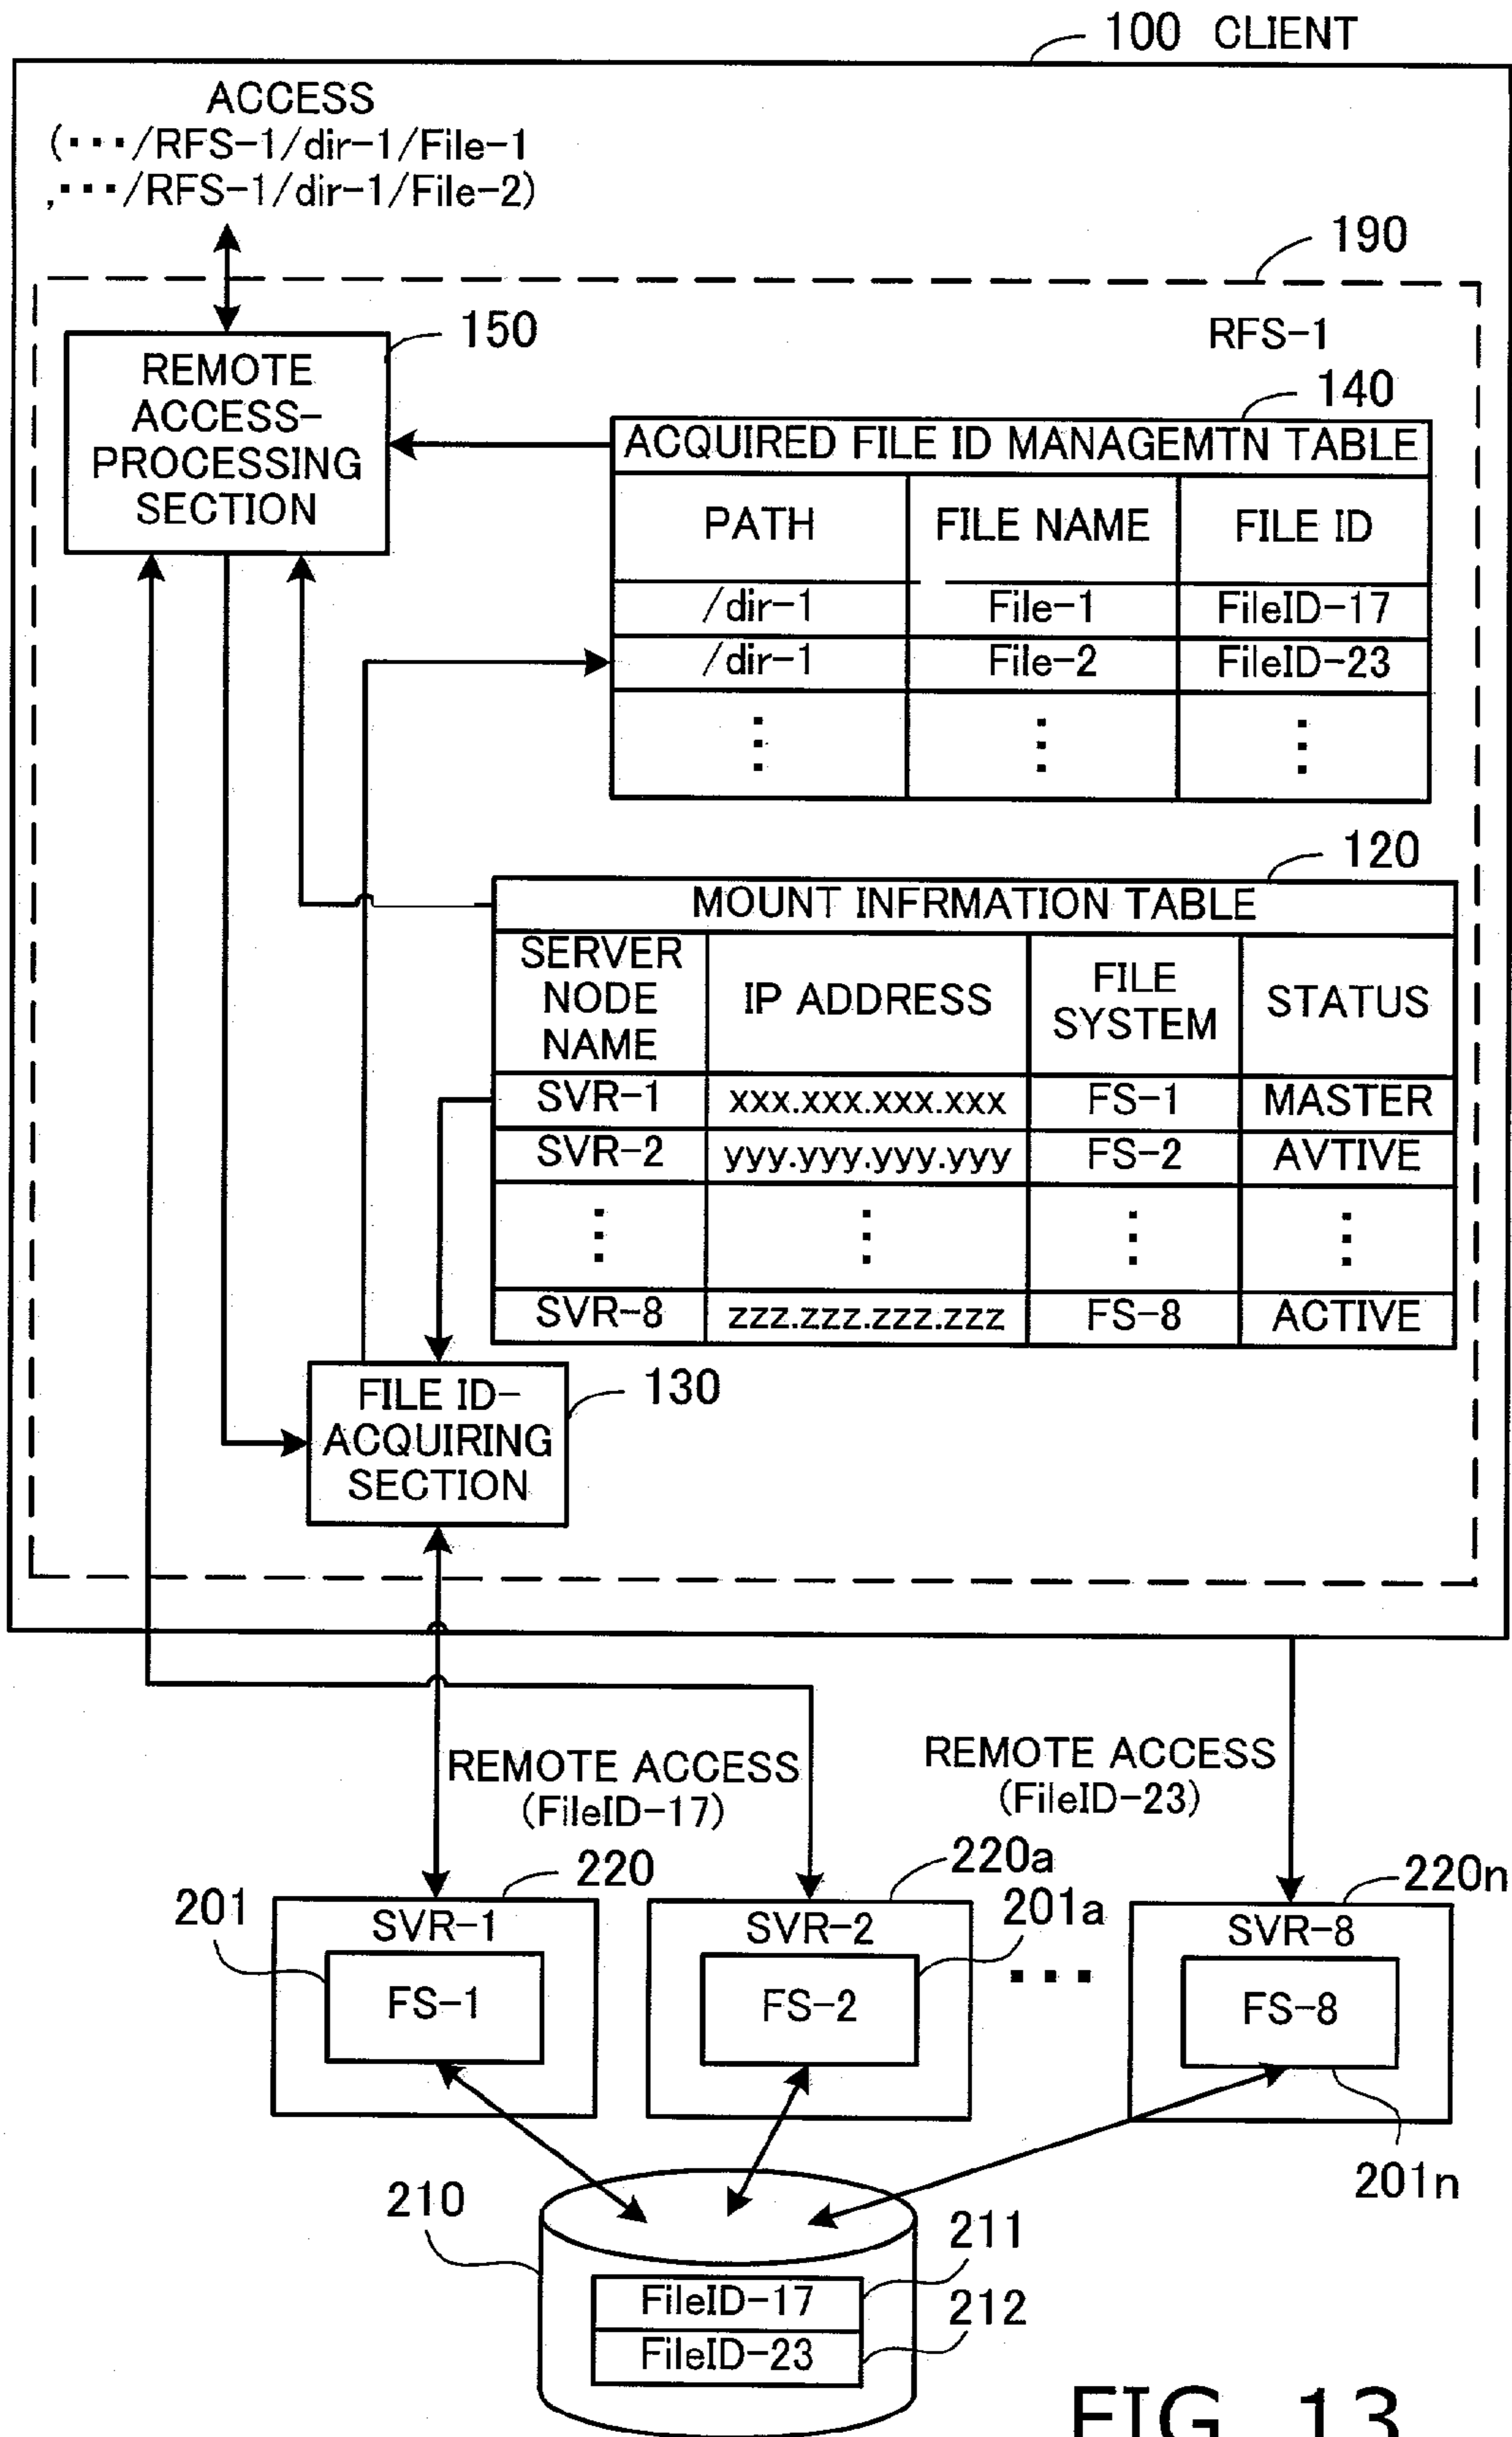 100 CLIENT
ACCESS
(･･･/RFS-1/dir-1/File-1
,･･･/RFS-1/dir-1/File-2)
190
150
RFS-1
REMOTE
ACCESS-
PROCESSING
SECTION
140
ACQUIRED FILE ID MANAGEMTN TABLE
PATH FILE NAME FILE ID
/dir-1 File-1 FileID-17
/dir-1 File-2 FileID-23
⋮ ⋮ ⋮
120
MOUNT INFRMATION TABLE
SERVER
NODE
NAME
IP ADDRESS
FILE
SYSTEM
STATUS
SVR-1 xxx.xxx.xxx.xxx FS-1 MASTER
SVR-2 yyy.yyy.yyy.yyy FS-2 AVTIVE
⋮ ⋮ ⋮ ⋮
SVR-8 zzz.zzz.zzz.zzz FS-8 ACTIVE
FILE ID-
ACQUIRING
SECTION
130
REMOTE ACCESS
(FileID-17)
REMOTE ACCESS
(FileID-23)
220
220a
220n
201
SVR-1
FS-1
SVR-2
FS-2
201a
･･･
SVR-8
FS-8
201n
210
211
FileID-17
212
FileID-23
FIG. 13